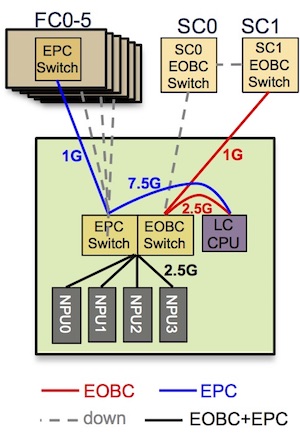 FC0-5
SC0
SC1
EPC
Switch
SC0
EOBC
Switch
SC1
EOBC
Switch
1G
1G
7.5G
2.5G
EPC
Switch
EOBC
Switch
LC
CPU
2.5G
NPU0
NPU1
NPU2
NPU3
EOBC
EPC
down
EOBC+EPC